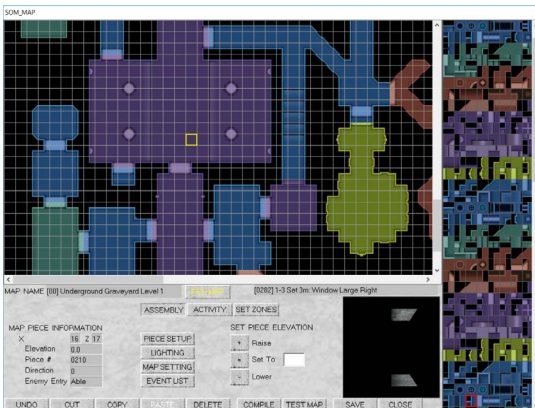 SOM_MAP
MAP NAME [00] Underground Graveyard Level 1
[0282] 1-3 Set 3m: Window Large Right
ASSEMBLY ACTIVITY SET ZONES
MAP PIECE INFORMATION
X 16 Z 17
Elevation 0.0
Piece # 0210
Direction 0
Enemy Entry Able
PIECE SETUP
LIGHTING
MAP SETTING
EVENT LIST
SET PIECE ELEVATION
Raise
Set To
Lower
UNDO CUT COPY PASTE DELETE COMPILE TEST MAP SAVE CLOSE